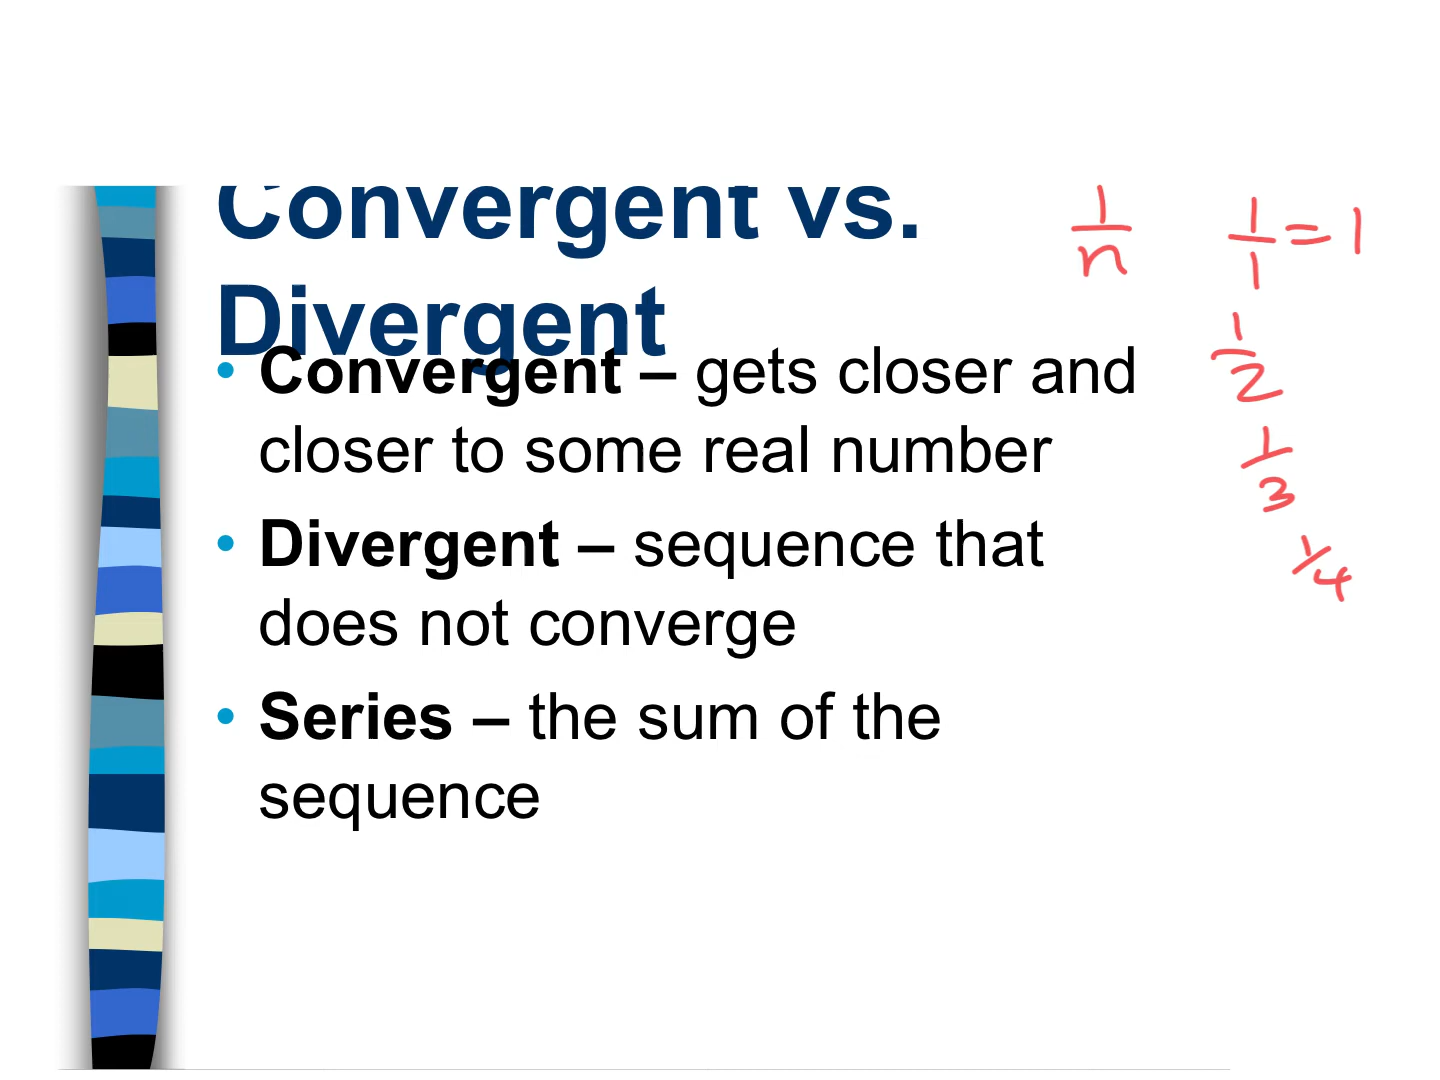 Convergent vs.
Divergent
• Convergent – gets closer and
closer to some real number
• Divergent – sequence that
does not converge
• Series – the sum of the
sequence
1/n
1/1 = 1
1/2
1/3
1/4